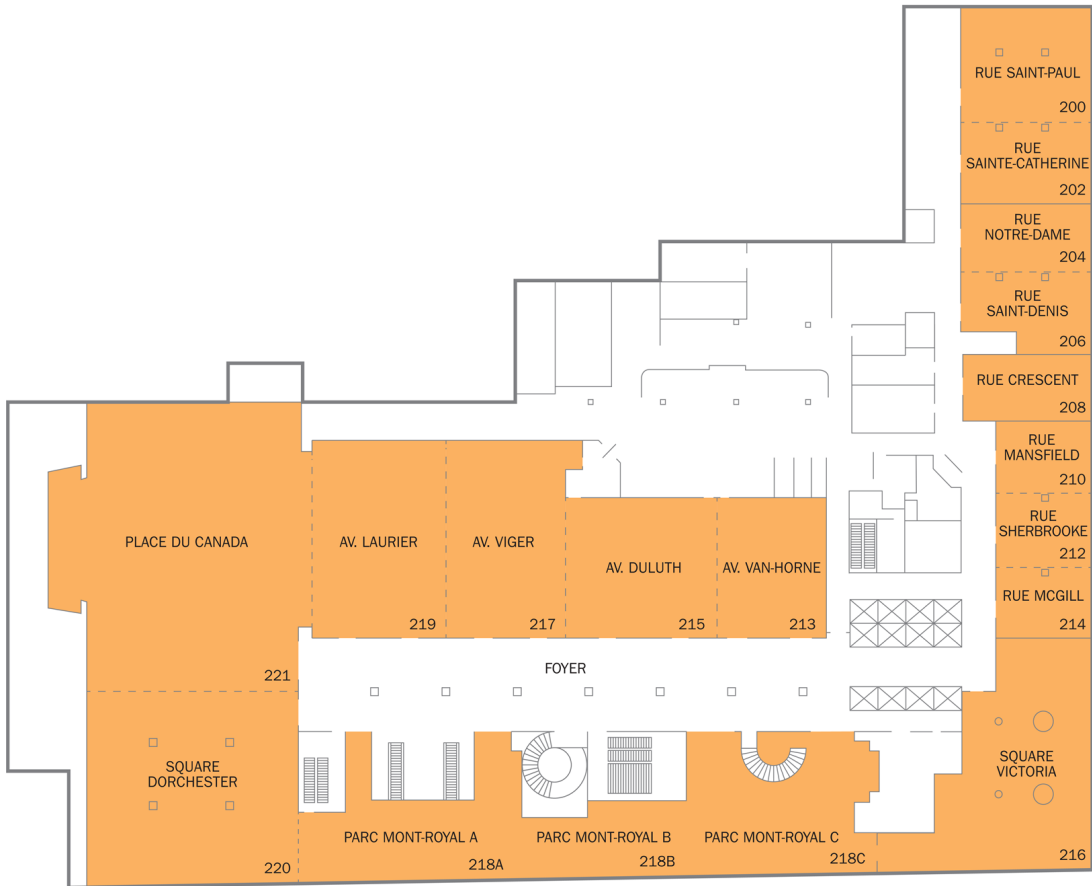 RUE SAINT-PAUL
200
RUE
SAINTE-CATHERINE
202
RUE
NOTRE-DAME
204
RUE
SAINT-DENIS
206
RUE CRESCENT
208
RUE
MANSFIELD
210
RUE
SHERBROOKE
212
RUE MCGILL
214
PLACE DU CANADA
221
AV. LAURIER
219
AV. VIGER
217
AV. DULUTH
215
AV. VAN-HORNE
213
FOYER
SQUARE
DORCHESTER
220
PARC MONT-ROYAL A
218A
PARC MONT-ROYAL B
218B
PARC MONT-ROYAL C
218C
SQUARE
VICTORIA
216